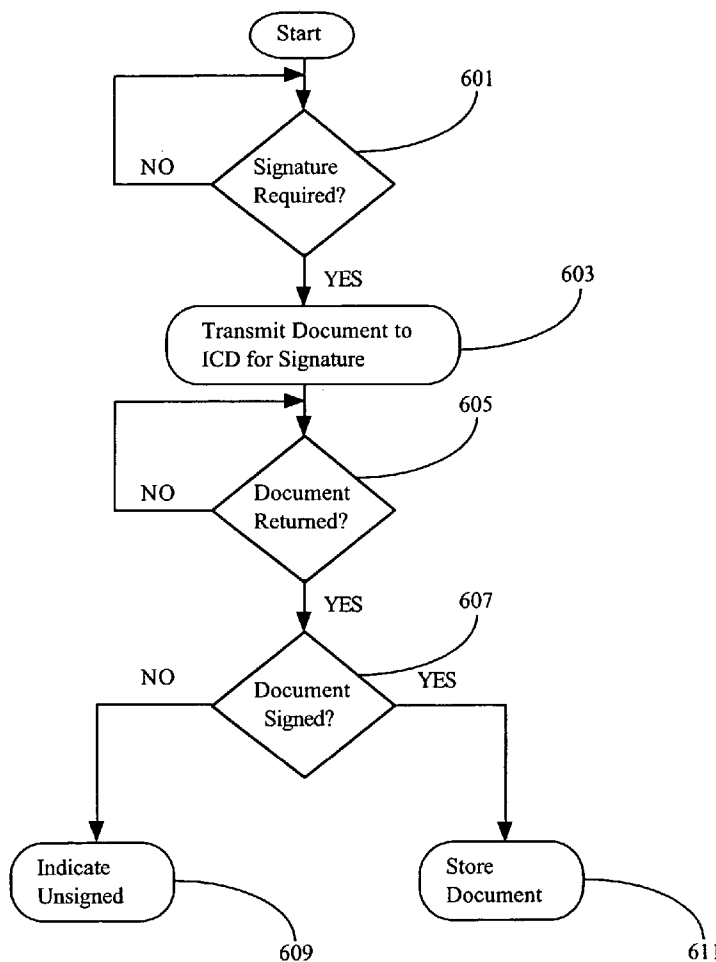 Start
601
NO
Signature
Required?
YES
603
Transmit Document to
ICD for Signature
605
NO
Document
Returned?
YES
607
NO
Document
Signed?
YES
Indicate
Unsigned
Store
Document
609
611